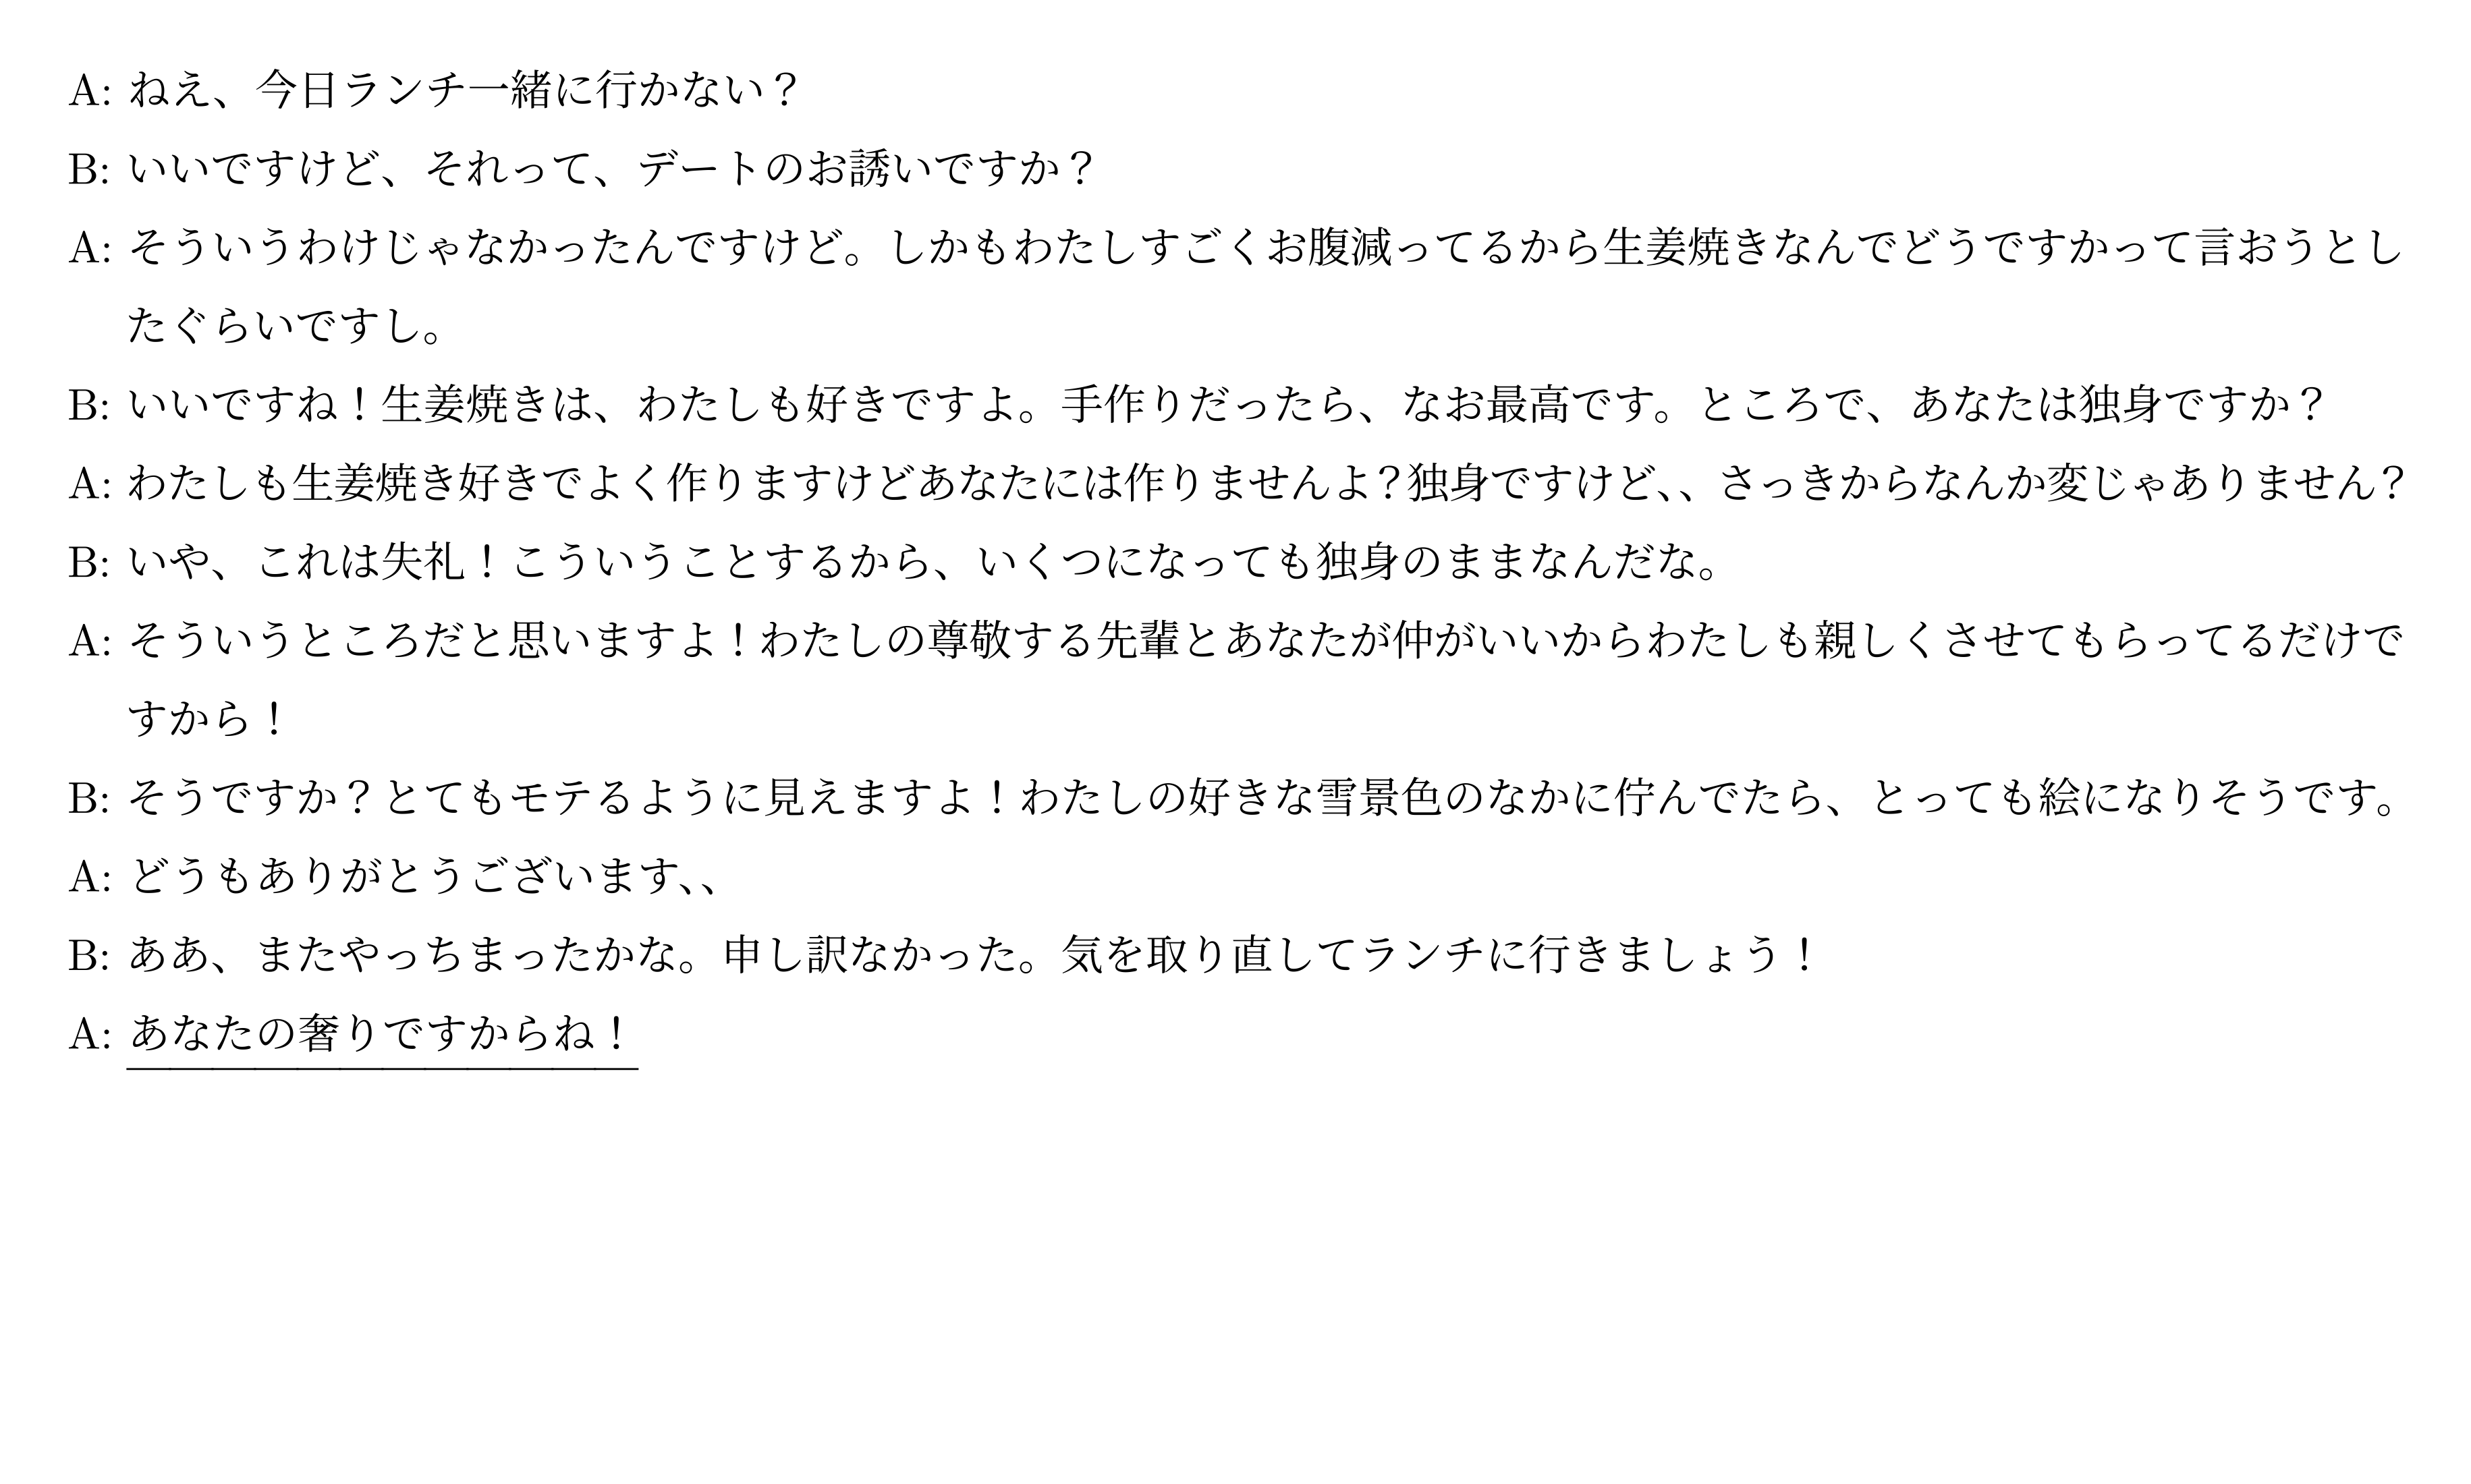 A: ねえ、今日ランチ一緒に行かない？
B: いいですけど、それって、デートのお誘いですか？
A: そういうわけじゃなかったんですけど。しかもわたしすごくお腹減ってるから生姜焼きなんでどうですかって言おうとし
たぐらいですし。
B: いいですね！生姜焼きは、わたしも好きですよ。手作りだったら、なお最高です。ところで、あなたは独身ですか？
A: わたしも生姜焼き好きでよく作りますけどあなたには作りませんよ？独身ですけど、、さっきからなんか変じゃありません？
B: いや、これは失礼！こういうことするから、いくつになっても独身のままなんだな。
A: そういうところだと思いますよ！わたしの尊敬する先輩とあなたが仲がいいからわたしも親しくさせてもらってるだけで
すから！
B: そうですか？とてもモテるように見えますよ！わたしの好きな雪景色のなかに佇んでたら、とっても絵になりそうです。
A: どうもありがとうございます、、
B: ああ、またやっちまったかな。申し訳なかった。気を取り直してランチに行きましょう！
A: あなたの奢りですからね！